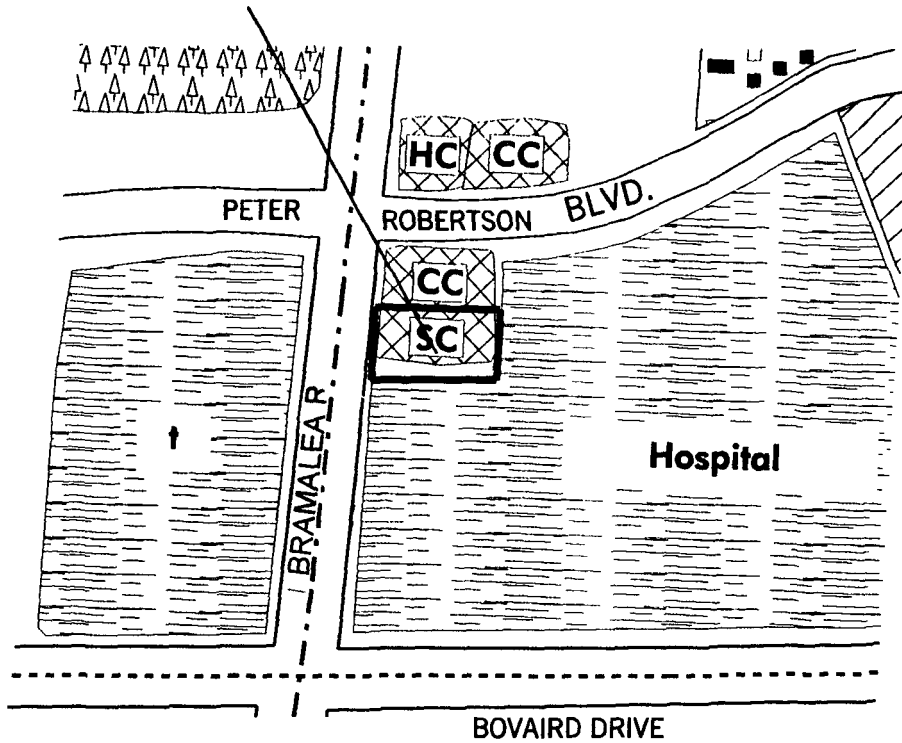 HC CC
PETER ROBERTSON BLVD.
CC
SC
Hospital
BRAMALEA R
BOVAIRD DRIVE